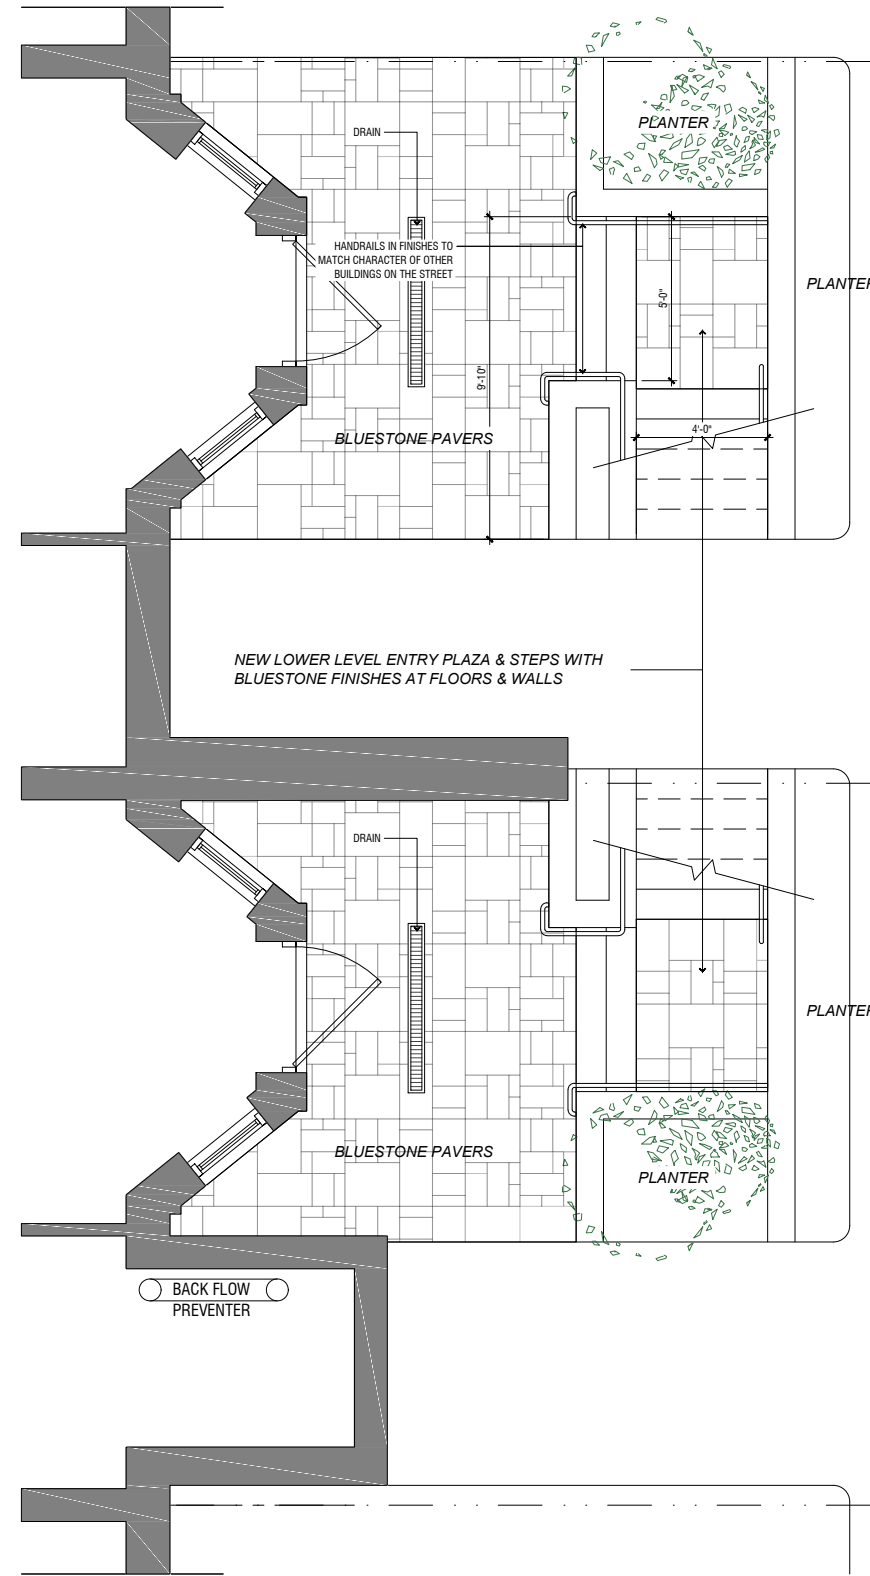 PLANTER
DRAIN
HANDRAILS IN FINISHES TO
MATCH CHARACTER OF OTHER
BUILDINGS ON THE STREET
PLANTER
5'-0"
9'-10"
4'-0"
BLUESTONE PAVERS
NEW LOWER LEVEL ENTRY PLAZA & STEPS WITH
BLUESTONE FINISHES AT FLOORS & WALLS
DRAIN
PLANTER
BLUESTONE PAVERS
PLANTER
BACK FLOW
PREVENTER